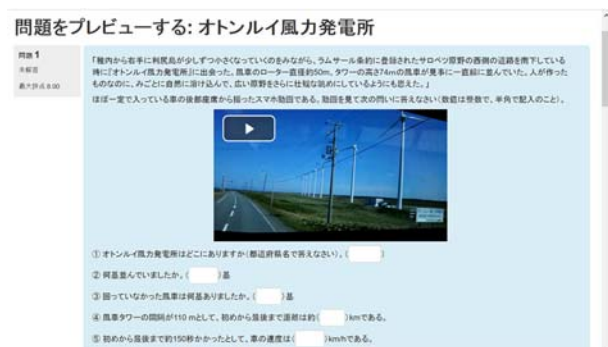 問題をプレビューする: オトンルイ風力発電所
問題 1
未解答
最大評点 8.00
「稚内から右手に利尻島が少しずつ小さくなっていくのをみながら、ラムサール条約に登録されたサロベツ原野の西側の道路を南下している
時に『オトンルイ風力発電所』に出会った。風車のローター直径約50m、タワーの高さ74mの風車が見事に一直線に並んでいた。人が作った
ものなのに、みごとに自然に溶け込んで、広い原野をさらに壮観な眺めにしているようにも思えた。」
ほぼ一定で入っている車の後部座席から撮ったスマホ動画である。動画を見て次の問いに答えなさい(数値は整数で、半角で記入のこと)。
① オトンルイ風力発電所はどこにありますか(都道府県名で答えなさい)。( )
② 何基並んでいましたか。( )基
③ 回っていなかった風車は何基ありましたか。( )基
④ 風車タワーの間隔が110 mとして、初めから最後まで距離は約( )kmである。
⑤ 初めから最後まで約150秒かかったとして、車の速度は( )km/hである。